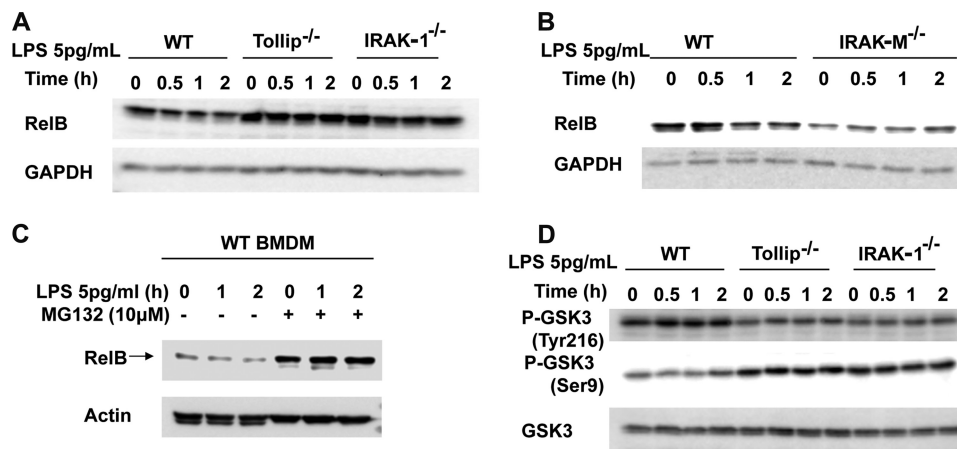 A
LPS 5pg/mL WT Tollip-/- IRAK-1-/-
Time (h) 0 0.5 1 2 0 0.5 1 2 0 0.5 1 2
RelB
GAPDH
B
LPS 5pg/mL WT IRAK-M-/-
Time (h) 0 0.5 1 2 0 0.5 1 2
RelB
GAPDH
C
WT BMDM
LPS 5pg/ml (h) 0 1 2 0 1 2
MG132 (10μM) - - - + + +
RelB
Actin
D
LPS 5pg/mL WT Tollip-/- IRAK-1-/-
Time (h) 0 0.5 1 2 0 0.5 1 2 0 0.5 1 2
P-GSK3
(Tyr216)
P-GSK3
(Ser9)
GSK3